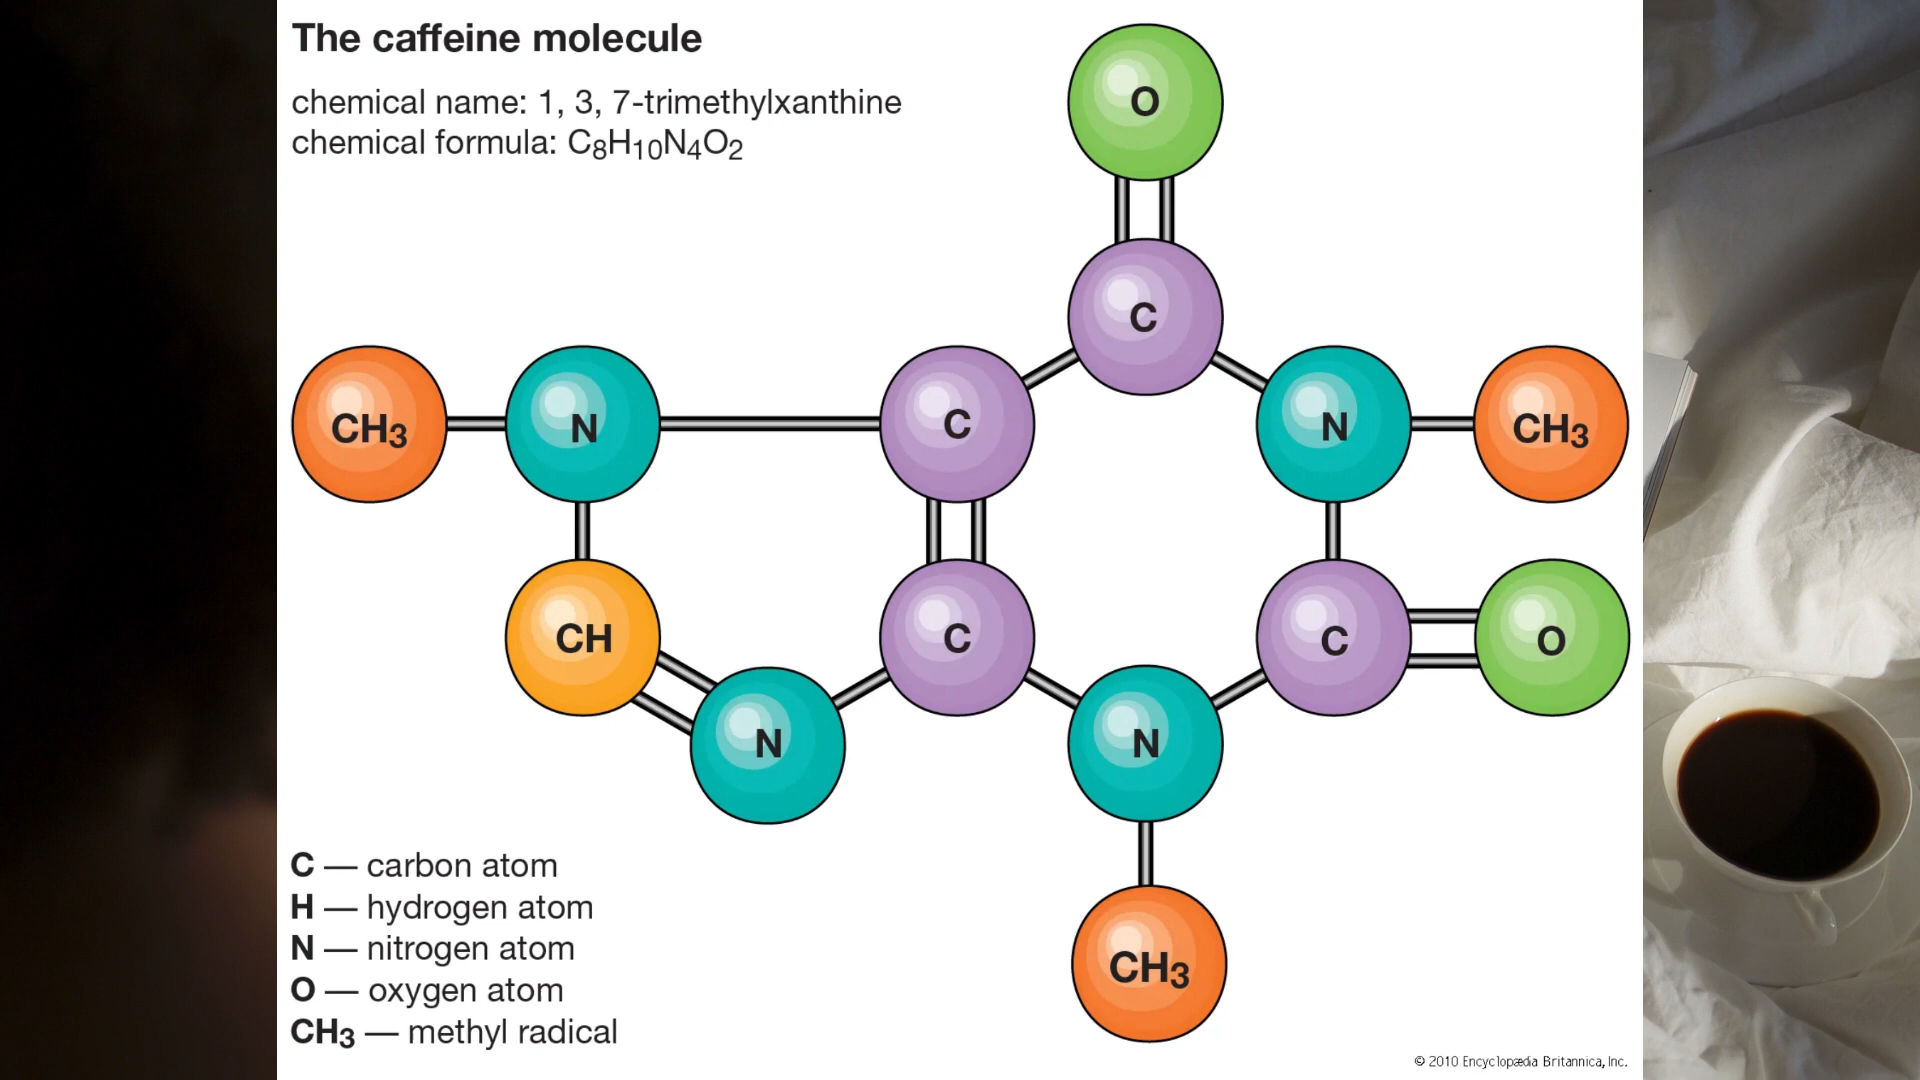 The caffeine molecule
chemical name: 1, 3, 7-trimethylxanthine
chemical formula: C₈H₁₀N₄O₂
O
C
CH₃ N C N CH₃
CH C C O
N N
CH₃
C — carbon atom
H — hydrogen atom
N — nitrogen atom
O — oxygen atom
CH₃ — methyl radical
© 2010 Encyclopædia Britannica, Inc.